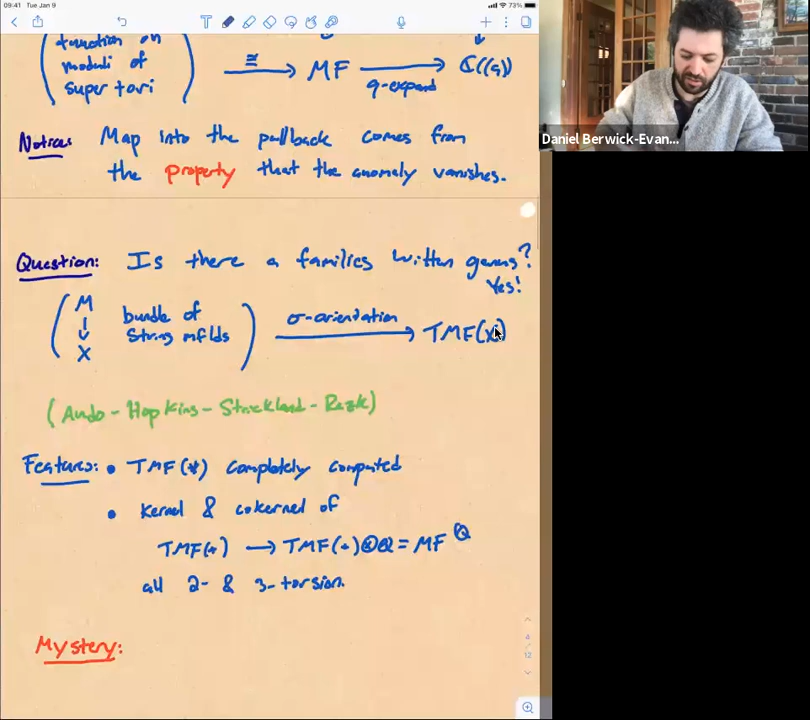 09:41 Tue Jan 9
73%
function on
moduli of
super tori
≅
MF
q-expand
C((q))
Notice: Map into the pullback comes from
the property that the anomaly vanishes.
Question: Is there a families written genus?
Yes!
M
↓
X
bundle of
String mflds
σ-orientation
TMF(X)
(Ando-Hopkins-Strickland-Rezk)
Features: • TMF(*) completely computed
• kernel & cokernel of
TMF(*) → TMF(*)⊗Q = MF^Q
all 2- & 3-torsion.
Mystery:
4
12
Daniel Berwick-Evan...